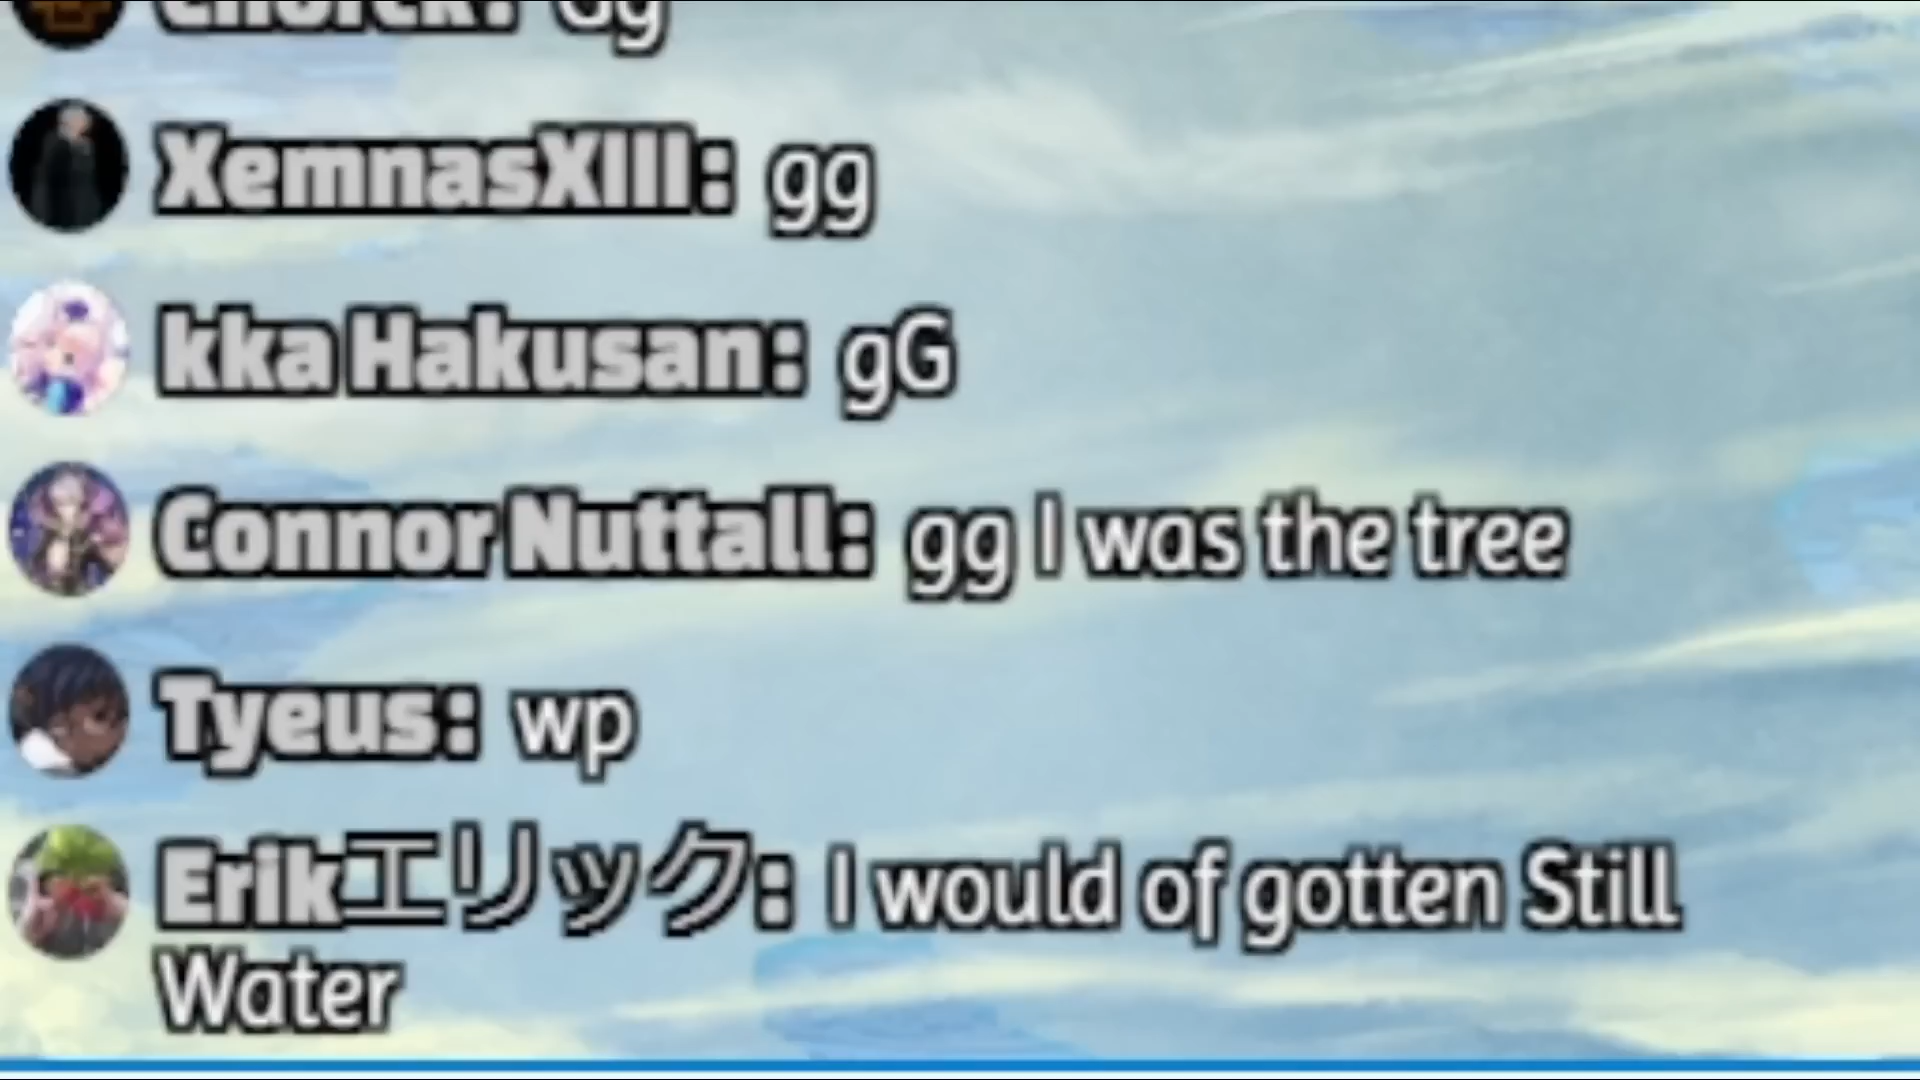 Gg
XemnasXIII: gg
kka Hakusan: gG
Connor Nuttall: gg I was the tree
Tyeus: wp
Erikエリック: I would of gotten Still
Water